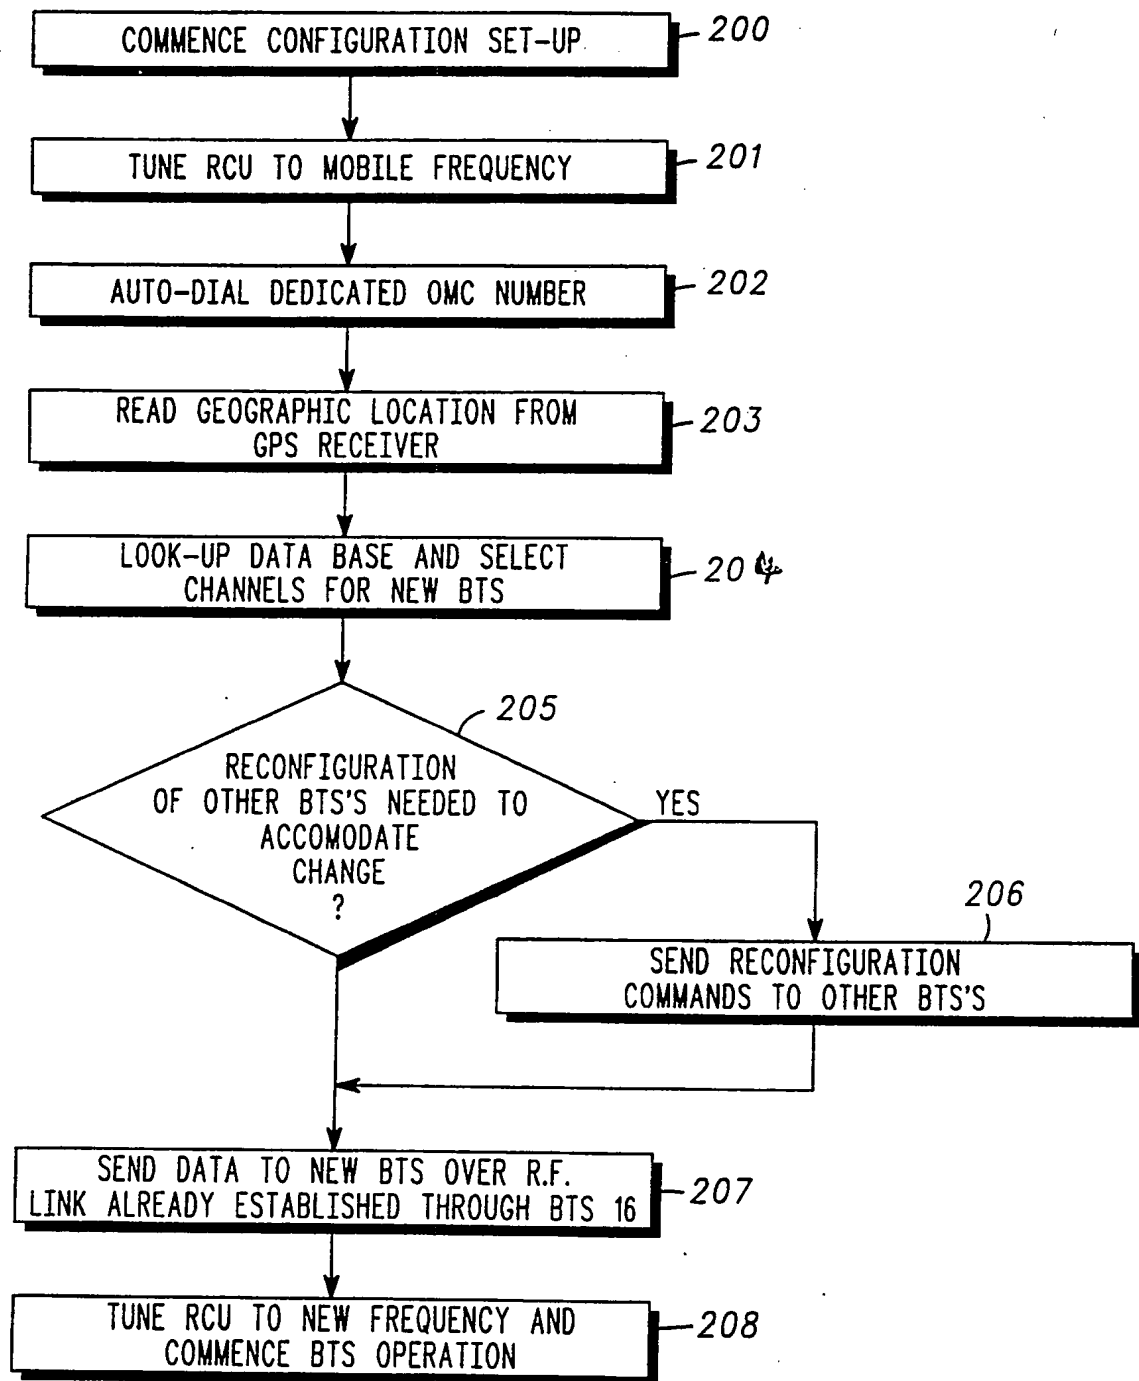 COMMENCE CONFIGURATION SET-UP
200
TUNE RCU TO MOBILE FREQUENCY
201
AUTO-DIAL DEDICATED OMC NUMBER
202
READ GEOGRAPHIC LOCATION FROM
GPS RECEIVER
203
LOOK-UP DATA BASE AND SELECT
CHANNELS FOR NEW BTS
204
RECONFIGURATION
OF OTHER BTS'S NEEDED TO
ACCOMODATE
CHANGE
?
205
YES
206
SEND RECONFIGURATION
COMMANDS TO OTHER BTS'S
SEND DATA TO NEW BTS OVER R.F.
LINK ALREADY ESTABLISHED THROUGH BTS 16
207
TUNE RCU TO NEW FREQUENCY AND
COMMENCE BTS OPERATION
208